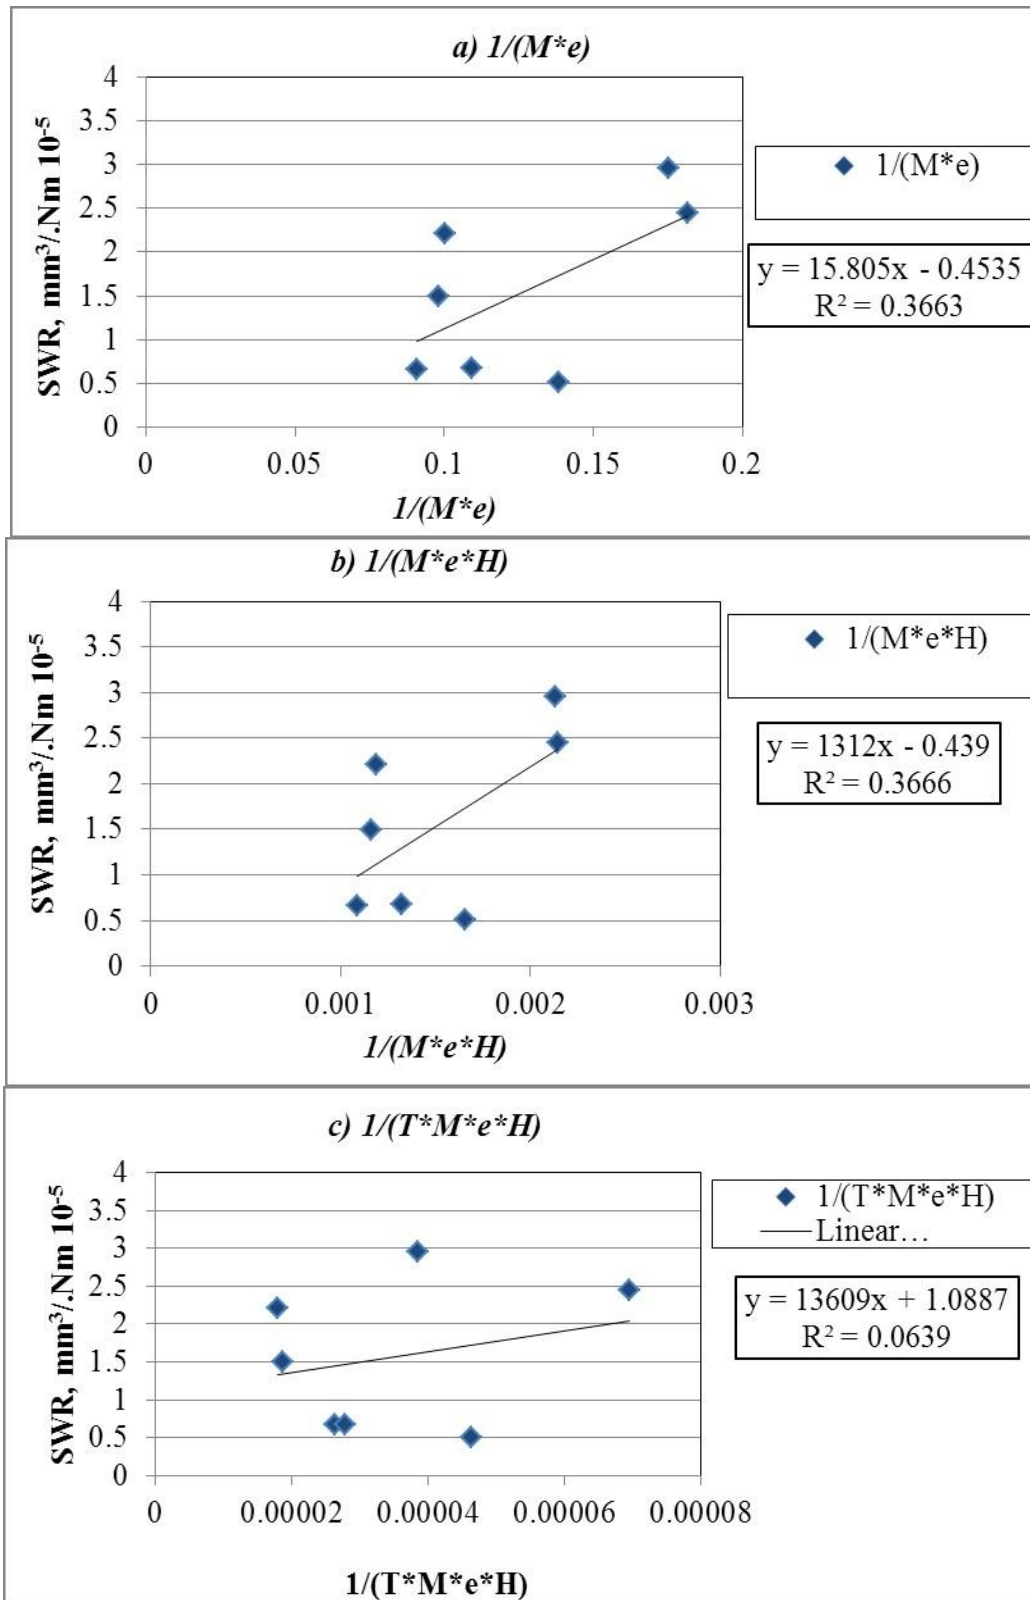 a) 1/(M*e)
4
3.5
3
2.5
2
1.5
1
0.5
0
SWR, mm³/.Nm 10⁻⁵
0 0.05 0.1 0.15 0.2
1/(M*e)
1/(M*e)
y = 15.805x - 0.4535
R² = 0.3663
b) 1/(M*e*H)
4
3.5
3
2.5
2
1.5
1
0.5
0
SWR, mm³/.Nm 10⁻⁵
0 0.001 0.002 0.003
1/(M*e*H)
1/(M*e*H)
y = 1312x - 0.439
R² = 0.3666
c) 1/(T*M*e*H)
4
3.5
3
2.5
2
1.5
1
0.5
0
SWR, mm³/.Nm 10⁻⁵
0 0.00002 0.00004 0.00006 0.00008
1/(T*M*e*H)
1/(T*M*e*H)
Linear...
y = 13609x + 1.0887
R² = 0.0639